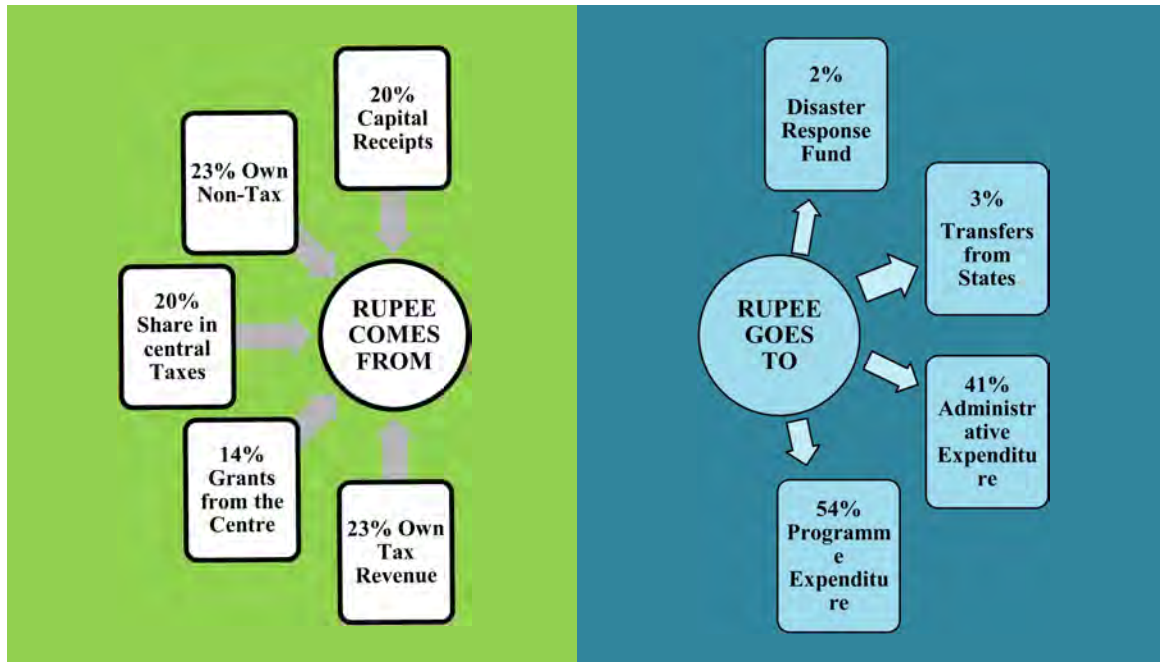 20%
Capital
Receipts
23% Own
Non-Tax
20%
Share in
central
Taxes
14%
Grants
from the
Centre
23% Own
Tax
Revenue
RUPEE
COMES
FROM
2%
Disaster
Response
Fund
3%
Transfers
from
States
41%
Administr
ative
Expenditu
re
54%
Programm
e
Expenditu
re
RUPEE
GOES
TO